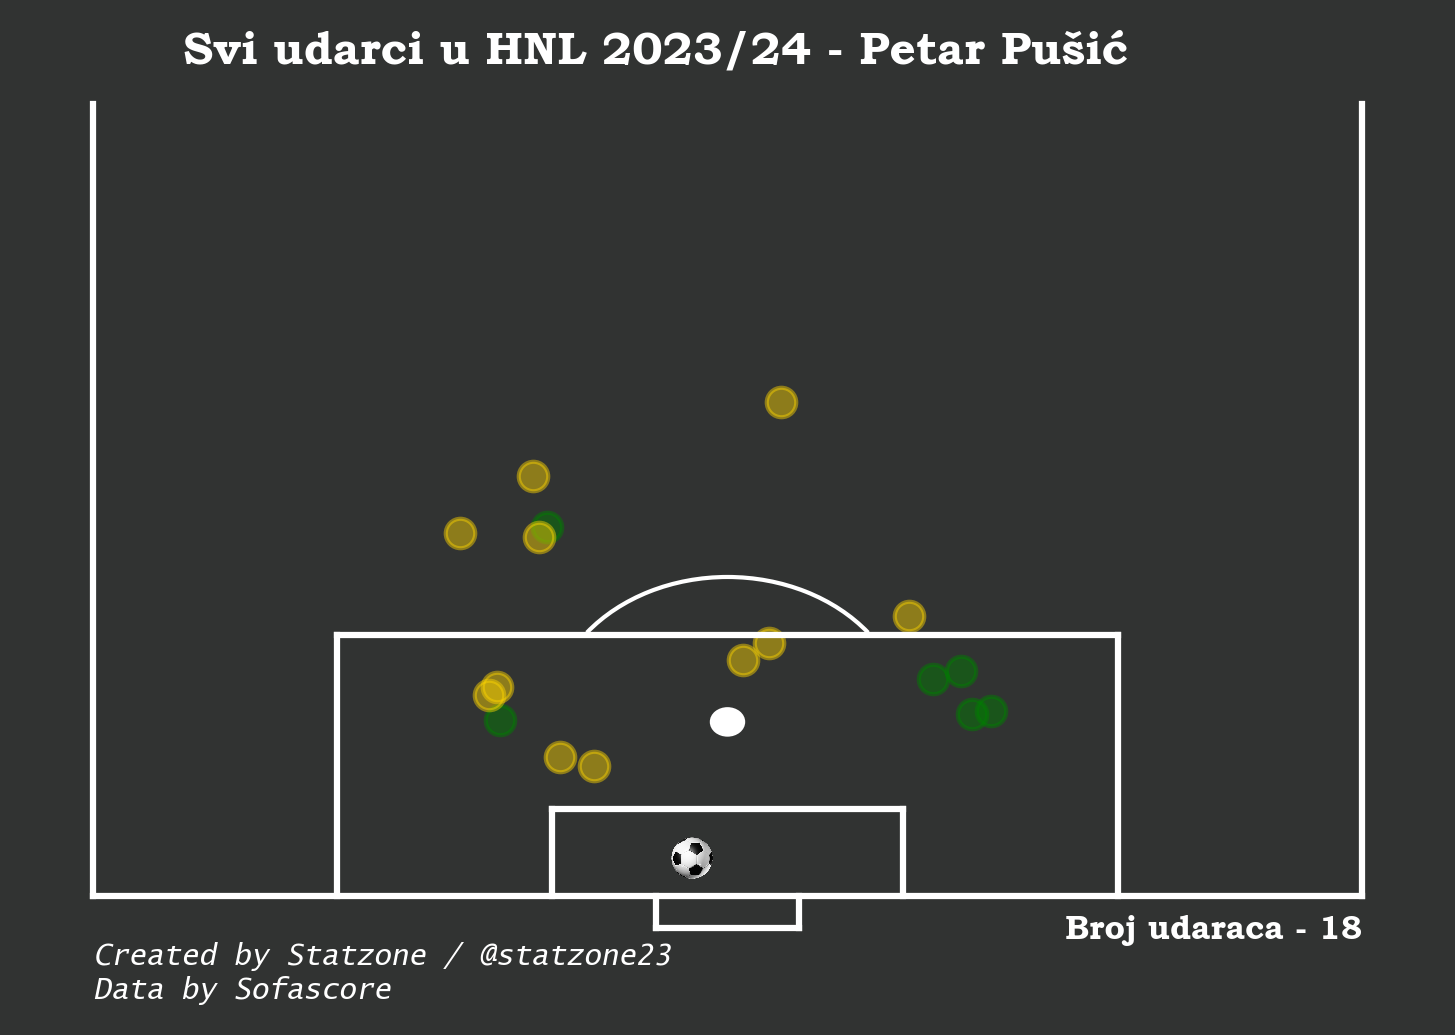 Svi udarci u HNL 2023/24 - Petar Pušić
Broj udaraca - 18
Created by Statzone / @statzone23
Data by Sofascore